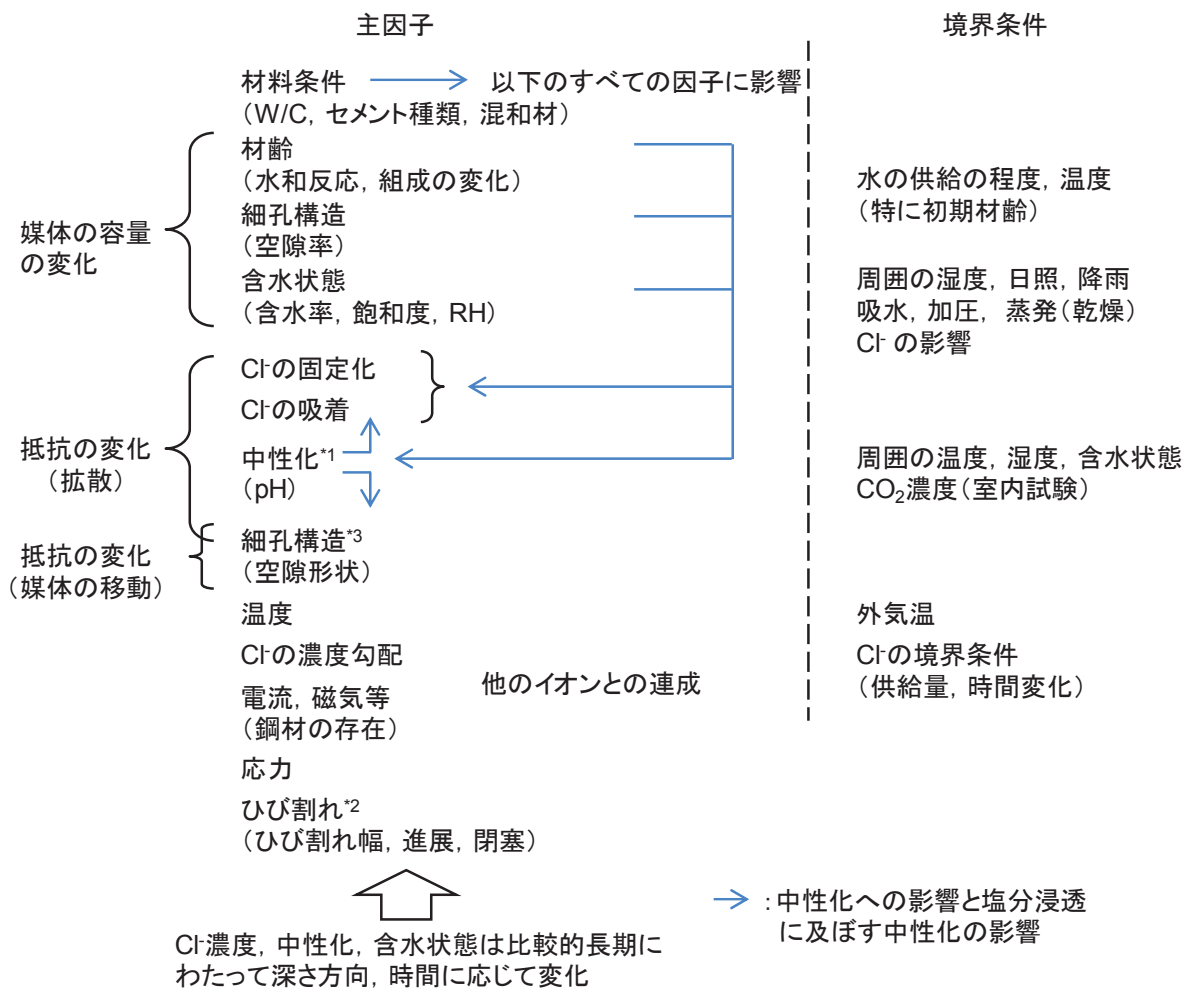 主因子
境界条件
材料条件
以下のすべての因子に影響
(W/C, セメント種類, 混和材)
媒体の容量
の変化
材齢
(水和反応, 組成の変化)
細孔構造
(空隙率)
含水状態
(含水率, 飽和度, RH)
水の供給の程度, 温度
(特に初期材齢)
周囲の湿度, 日照, 降雨
吸水, 加圧, 蒸発(乾燥)
Cl⁻ の影響
抵抗の変化
(拡散)
Cl⁻の固定化
Cl⁻の吸着
中性化*1
(pH)
周囲の温度, 湿度, 含水状態
CO₂濃度(室内試験)
抵抗の変化
(媒体の移動)
細孔構造*3
(空隙形状)
温度
外気温
Cl⁻の濃度勾配
Cl⁻の境界条件
(供給量, 時間変化)
他のイオンとの連成
電流, 磁気等
(鋼材の存在)
応力
ひび割れ*2
(ひび割れ幅, 進展, 閉塞)
Cl⁻濃度, 中性化, 含水状態は比較的長期に
わたって深さ方向, 時間に応じて変化
:中性化への影響と塩分浸透
に及ぼす中性化の影響